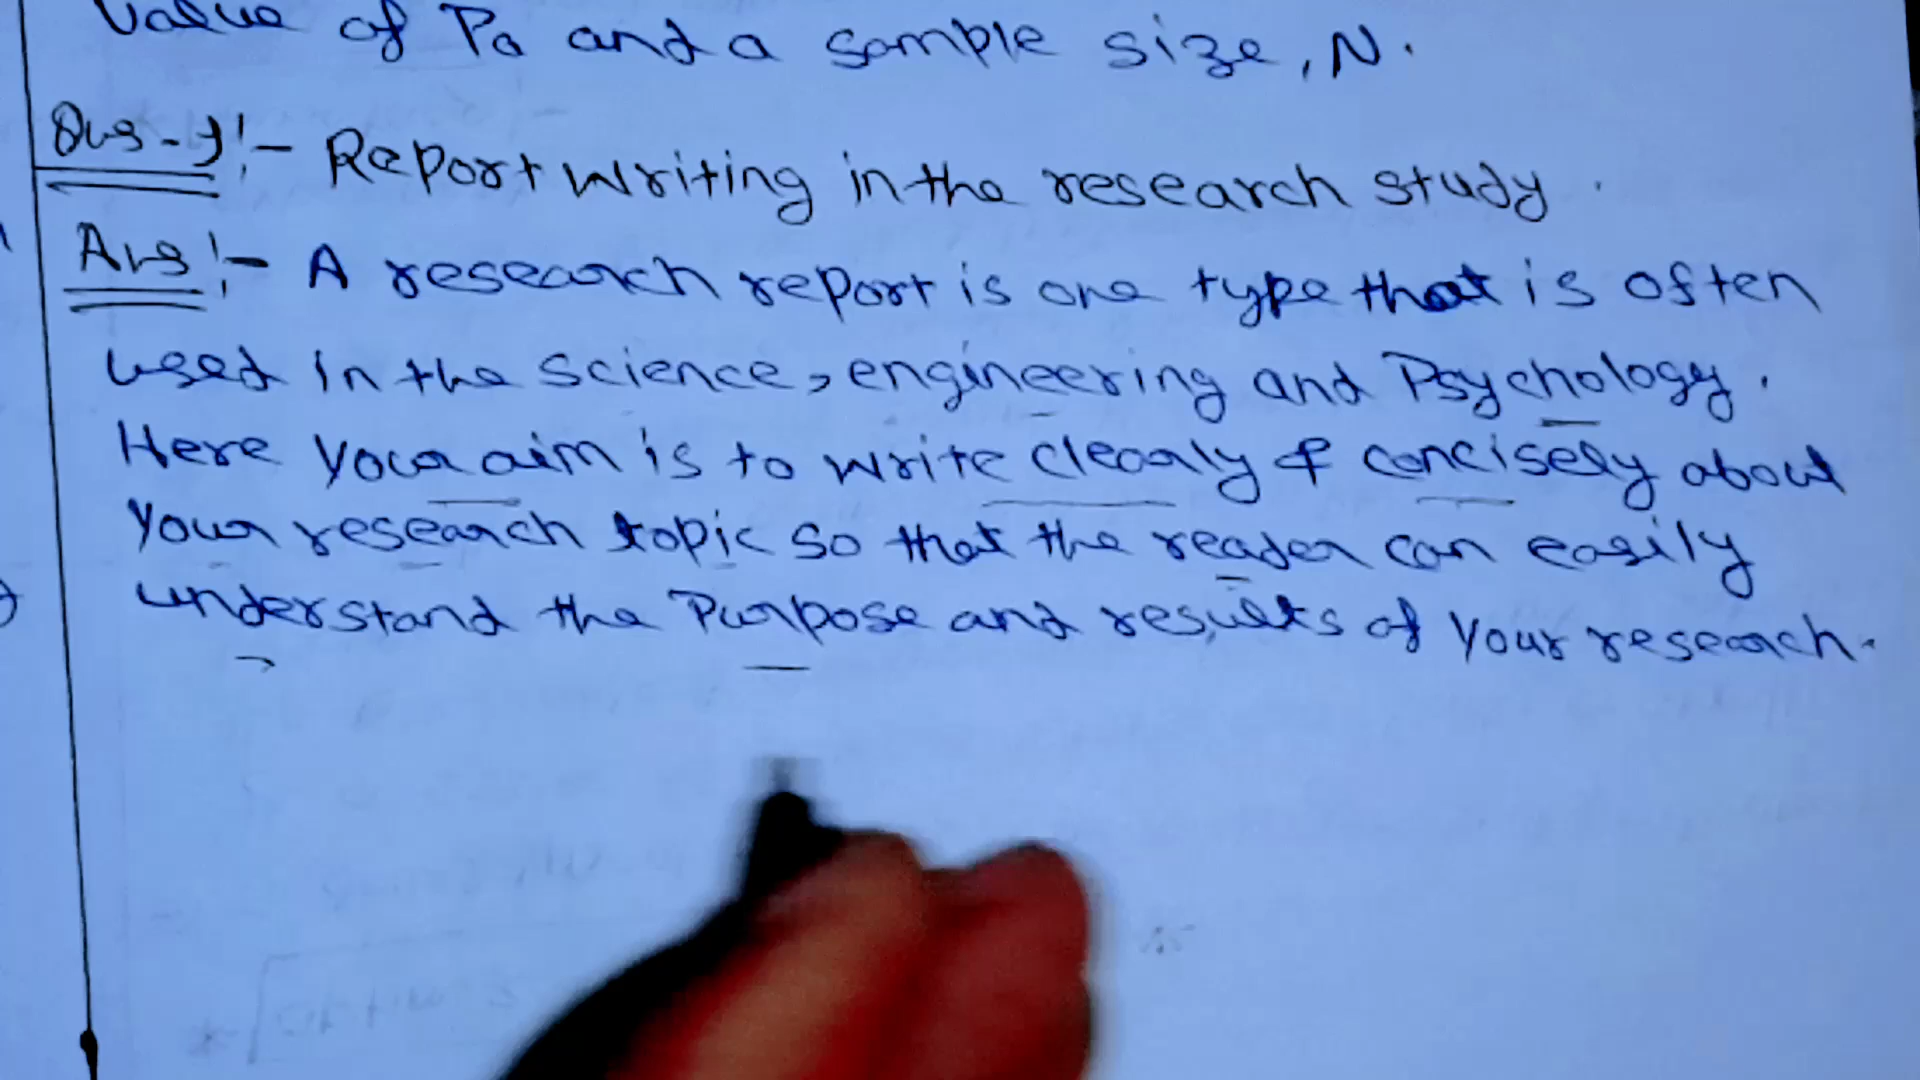 value of Pa and a sample size, N.
Qus-9:- Report writing in the research study.
Ans:- A research report is one type that is often
used in the science, engineering and Psychology.
Here your aim is to write clearly & concisely about
your research topic so that the reader can easily
understand the Purpose and results of your research.